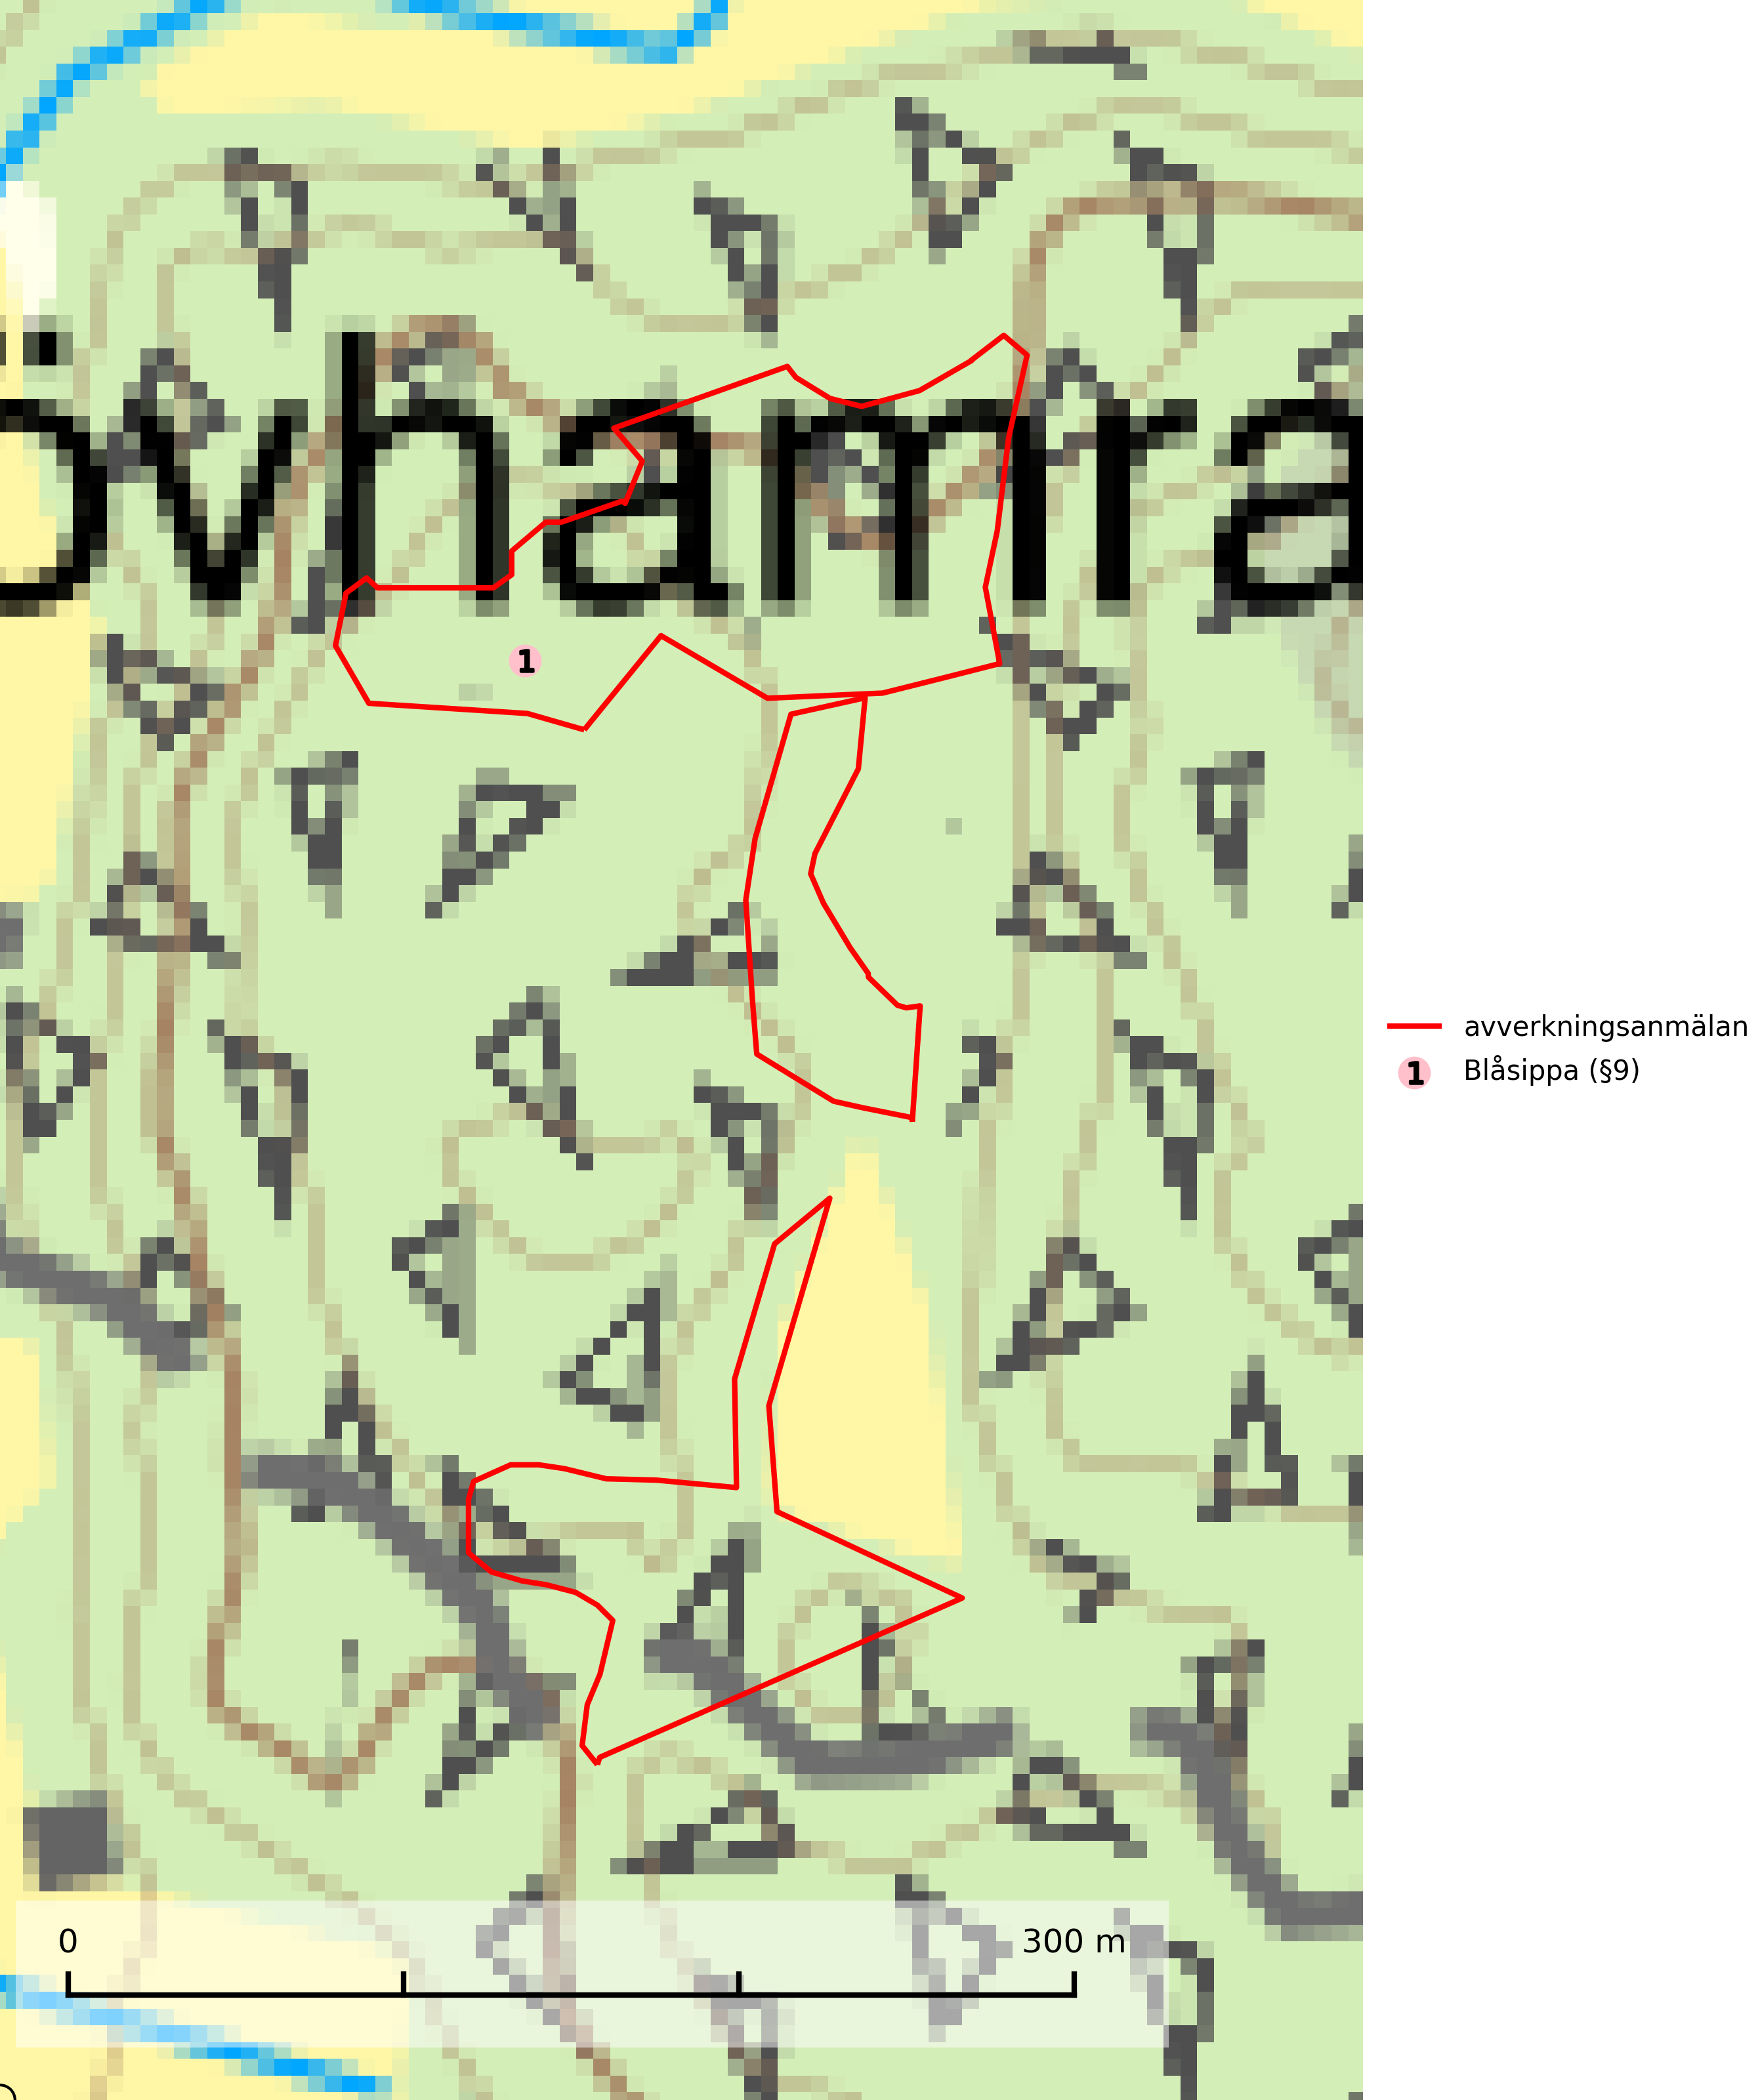 ovhamra
1
avverkningsanmälan
1 Blåsippa (§9)
0 300 m